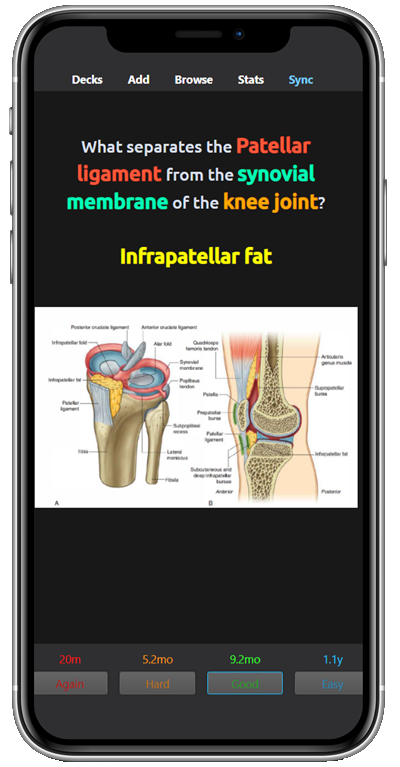 Decks Add Browse Stats Sync
What separates the Patellar
ligament from the synovial
membrane of the knee joint?
Infrapatellar fat
Posterior cruciate ligament Anterior cruciate ligament
Infrapatellar fold Alar fold
Synovial
membrane
Infrapatellar fat
Popliteus
tendon
Patellar
ligament
Subpopliteal
recess
Tibia
Lateral
meniscus
Fibula
A
Quadriceps
femoris tendon
Articularis
genus muscle
Suprapatellar
bursa
Patella
Prepatellar
bursa
Patellar
ligament
Infrapatellar fat
Subcutaneous and
deep infrapatellar
bursae
Anterior Posterior
B
20m 5.2mo 9.2mo 1.1y
Again Hard Good Easy